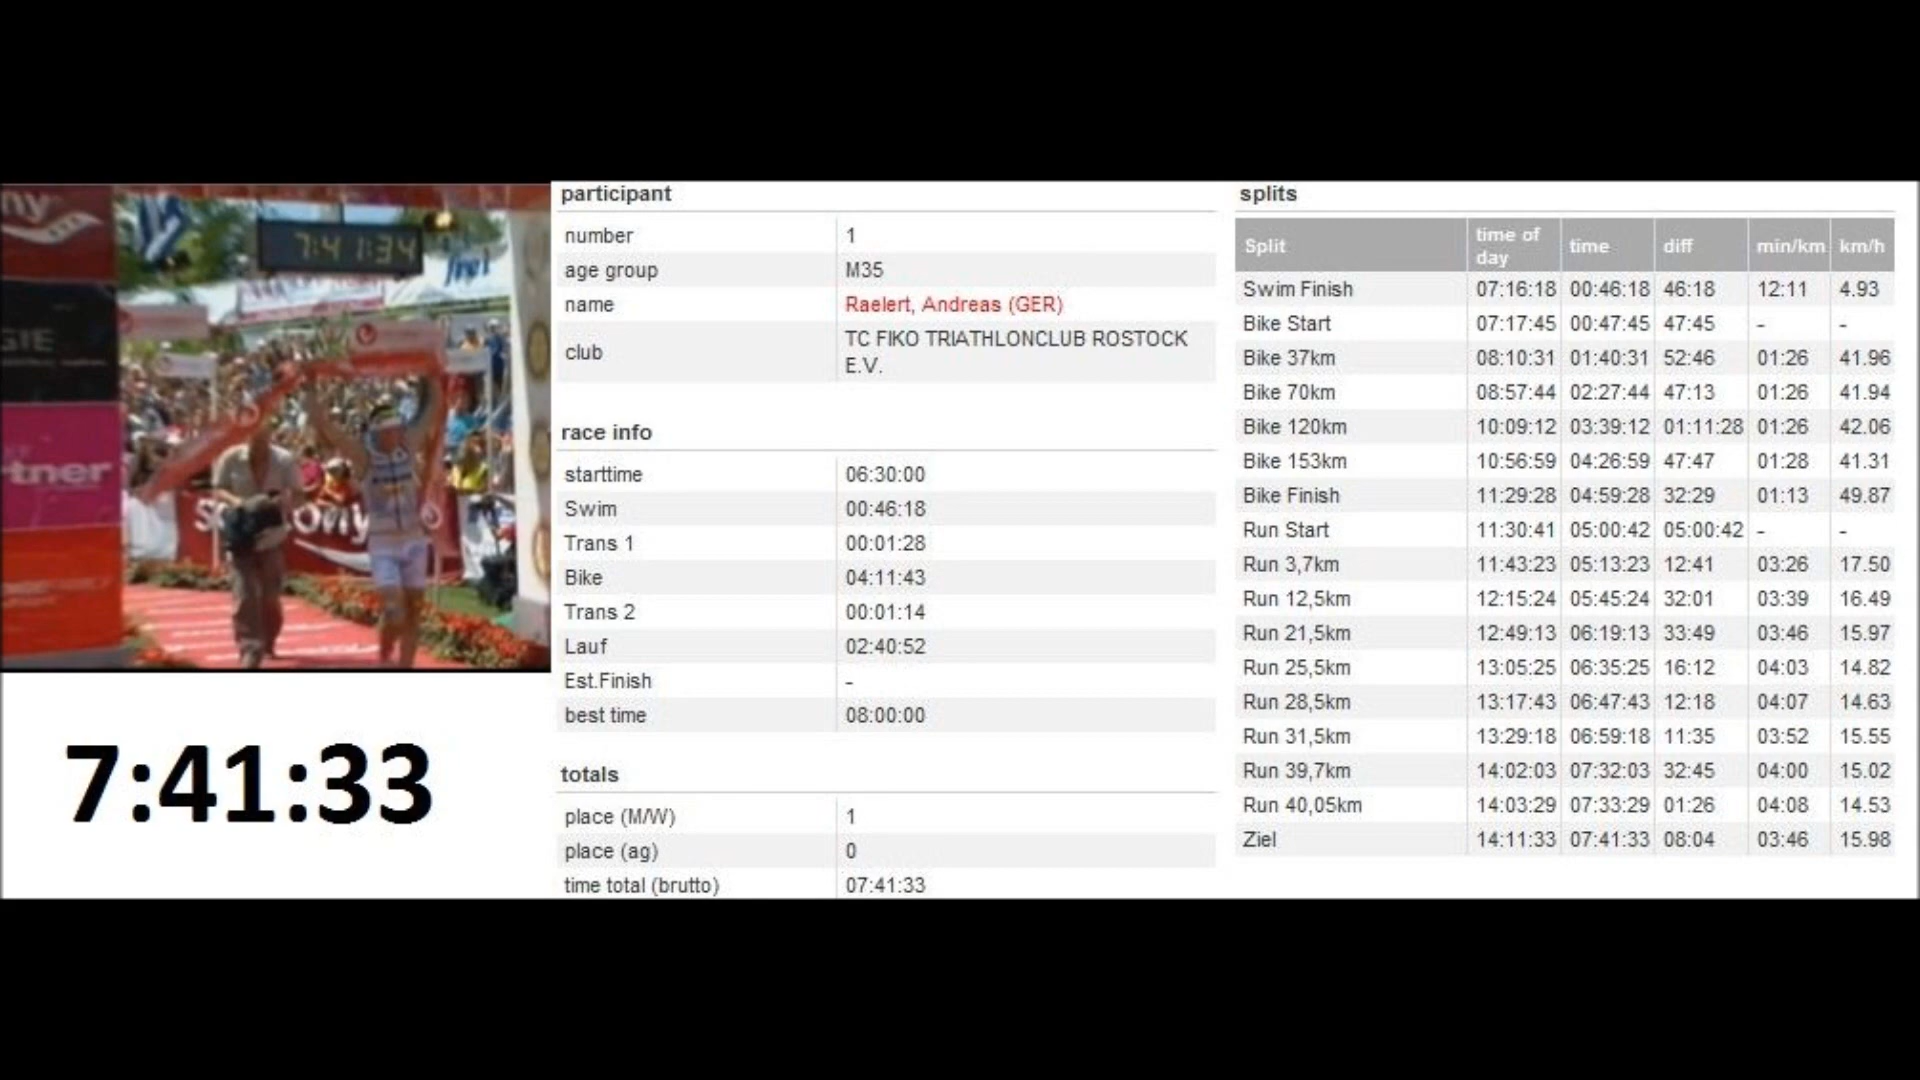 ny
GIE
tner
7:41:34
7:41:33
participant
number 1
age group M35
name Raelert, Andreas (GER)
club TC FIKO TRIATHLONCLUB ROSTOCK
E.V.
race info
starttime 06:30:00
Swim 00:46:18
Trans 1 00:01:28
Bike 04:11:43
Trans 2 00:01:14
Lauf 02:40:52
Est.Finish -
best time 08:00:00
totals
place (M/W) 1
place (ag) 0
time total (brutto) 07:41:33
splits
Split time of day time diff min/km km/h
Swim Finish 07:16:18 00:46:18 46:18 12:11 4.93
Bike Start 07:17:45 00:47:45 47:45 - -
Bike 37km 08:10:31 01:40:31 52:46 01:26 41.96
Bike 70km 08:57:44 02:27:44 47:13 01:26 41.94
Bike 120km 10:09:12 03:39:12 01:11:28 01:26 42.06
Bike 153km 10:56:59 04:26:59 47:47 01:28 41.31
Bike Finish 11:29:28 04:59:28 32:29 01:13 49.87
Run Start 11:30:41 05:00:42 05:00:42 - -
Run 3,7km 11:43:23 05:13:23 12:41 03:26 17.50
Run 12,5km 12:15:24 05:45:24 32:01 03:39 16.49
Run 21,5km 12:49:13 06:19:13 33:49 03:46 15.97
Run 25,5km 13:05:25 06:35:25 16:12 04:03 14.82
Run 28,5km 13:17:43 06:47:43 12:18 04:07 14.63
Run 31,5km 13:29:18 06:59:18 11:35 03:52 15.55
Run 39,7km 14:02:03 07:32:03 32:45 04:00 15.02
Run 40,05km 14:03:29 07:33:29 01:26 04:08 14.53
Ziel 14:11:33 07:41:33 08:04 03:46 15.98